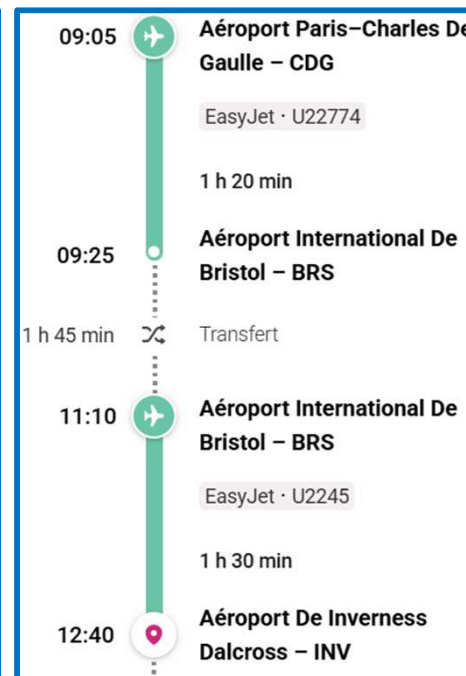 09:05 Aéroport Paris–Charles De
Gaulle – CDG
EasyJet · U22774
1 h 20 min
09:25 Aéroport International De
Bristol – BRS
1 h 45 min Transfert
11:10 Aéroport International De
Bristol – BRS
EasyJet · U2245
1 h 30 min
12:40 Aéroport De Inverness
Dalcross – INV